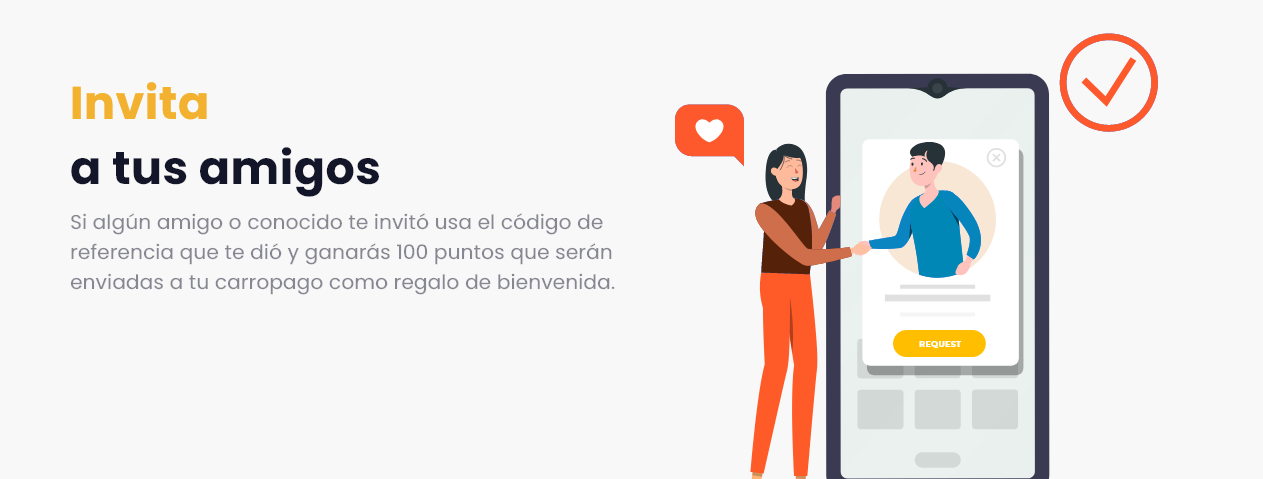 Invita
a tus amigos
Si algún amigo o conocido te invitó usa el código de
referencia que te dió y ganarás 100 puntos que serán
enviadas a tu carropago como regalo de bienvenida.
REQUEST